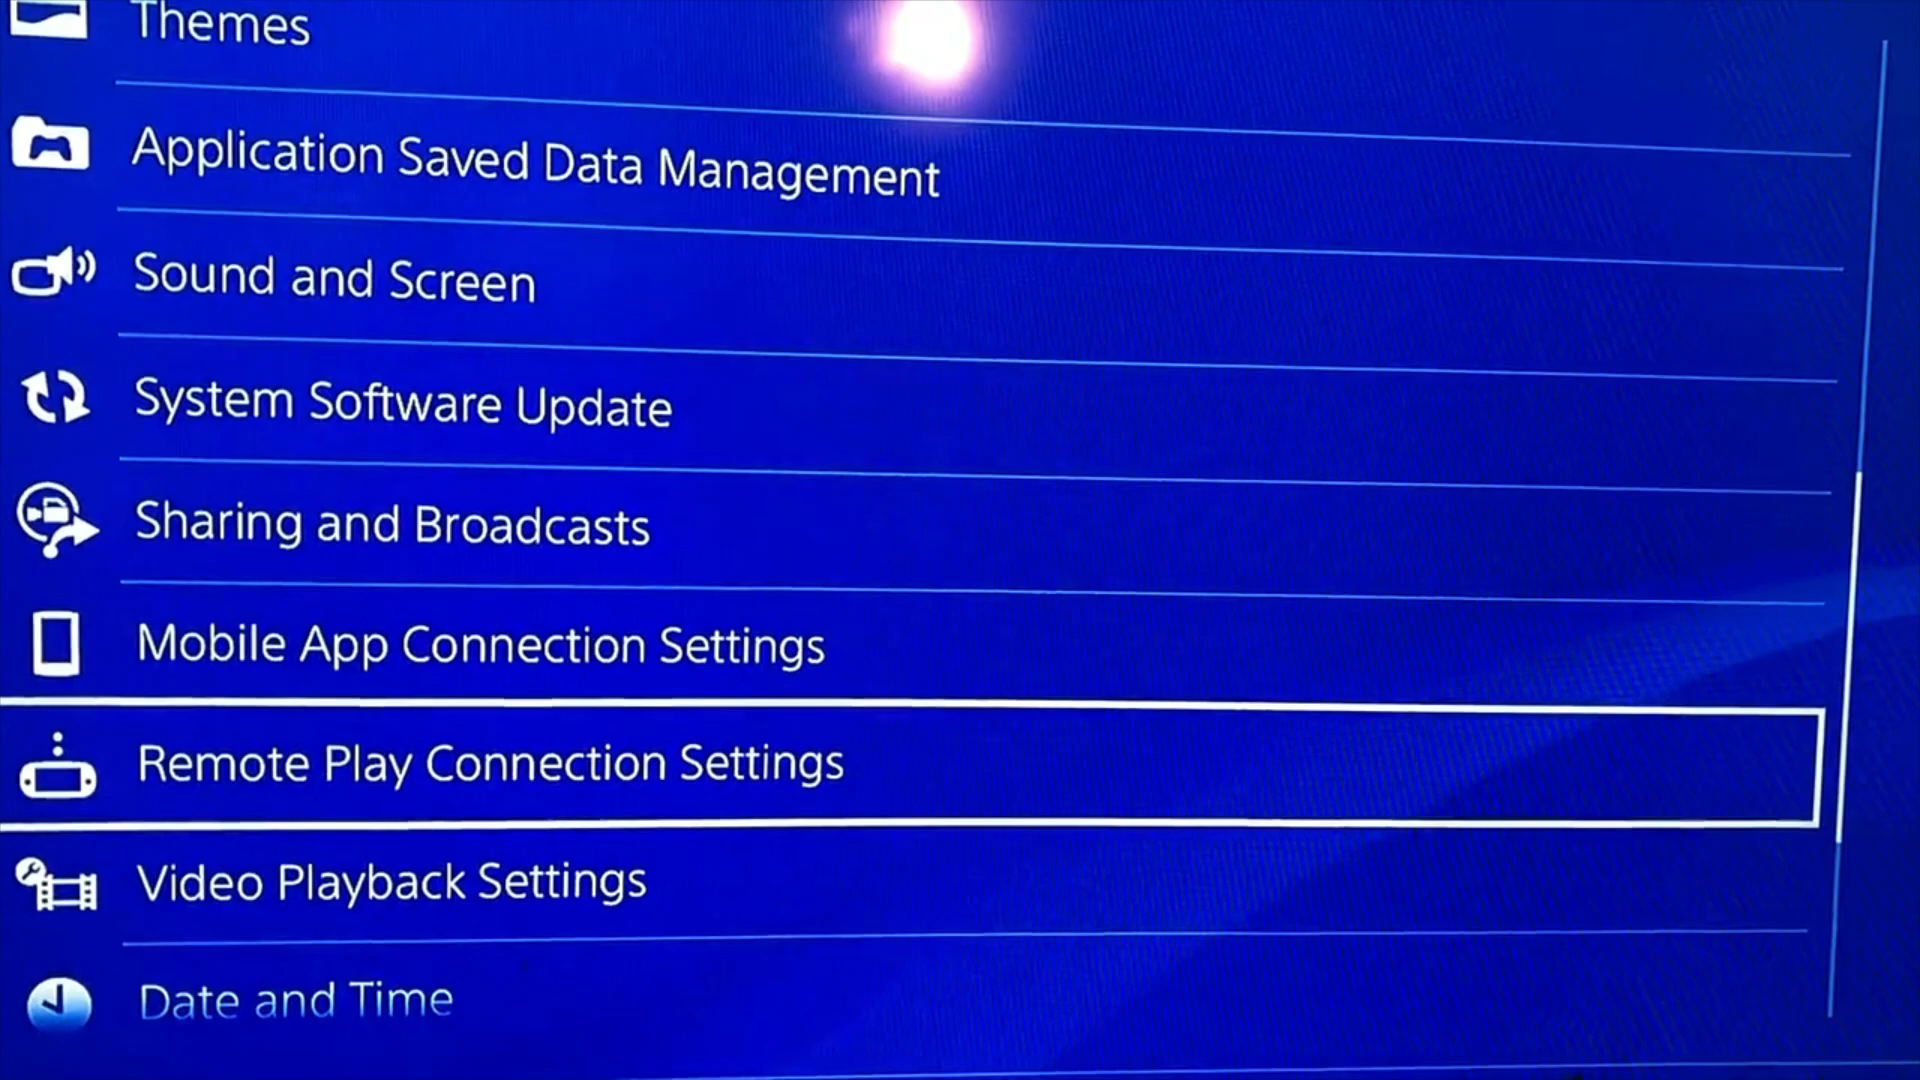 Themes
Application Saved Data Management
Sound and Screen
System Software Update
Sharing and Broadcasts
Mobile App Connection Settings
Remote Play Connection Settings
Video Playback Settings
Date and Time